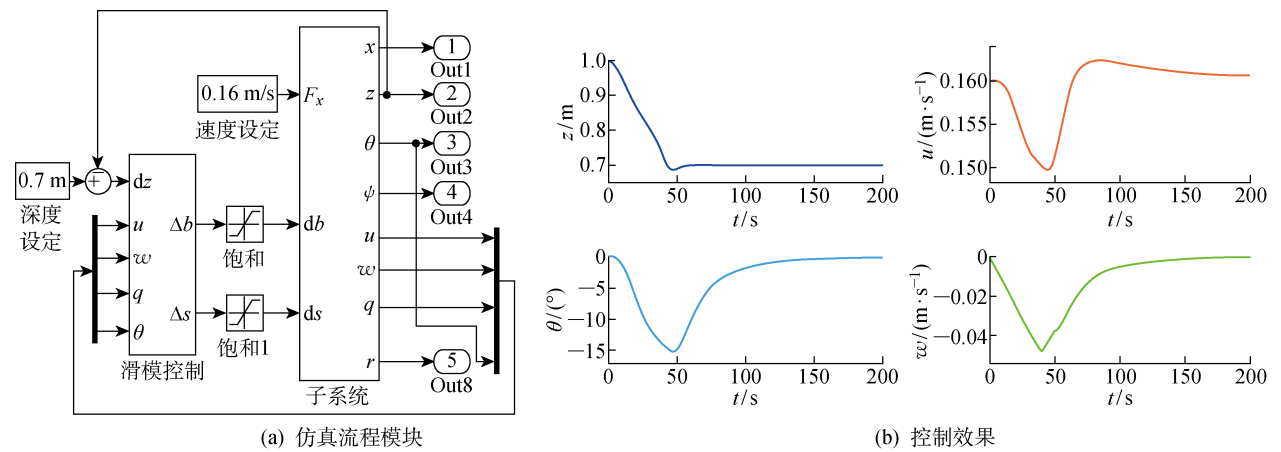 x
1
Out1
0.16 m/s
F_x
速度设定
z
2
Out2
θ
3
Out3
0.7 m
+
−
dz
深度
设定
ψ
4
Out4
u
w
q
θ
Δb
饱和
db
u
w
q
Δs
饱和1
ds
r
5
Out8
滑模控制
子系统
(a) 仿真流程模块
z/m
1.0
0.9
0.8
0.7
0 50 100 150 200
t/s
u/(m·s⁻¹)
0.160
0.155
0.150
0 50 100 150 200
t/s
θ/(°)
0
−5
−10
−15
0 50 100 150 200
t/s
w/(m·s⁻¹)
0
−0.02
−0.04
0 50 100 150 200
t/s
(b) 控制效果